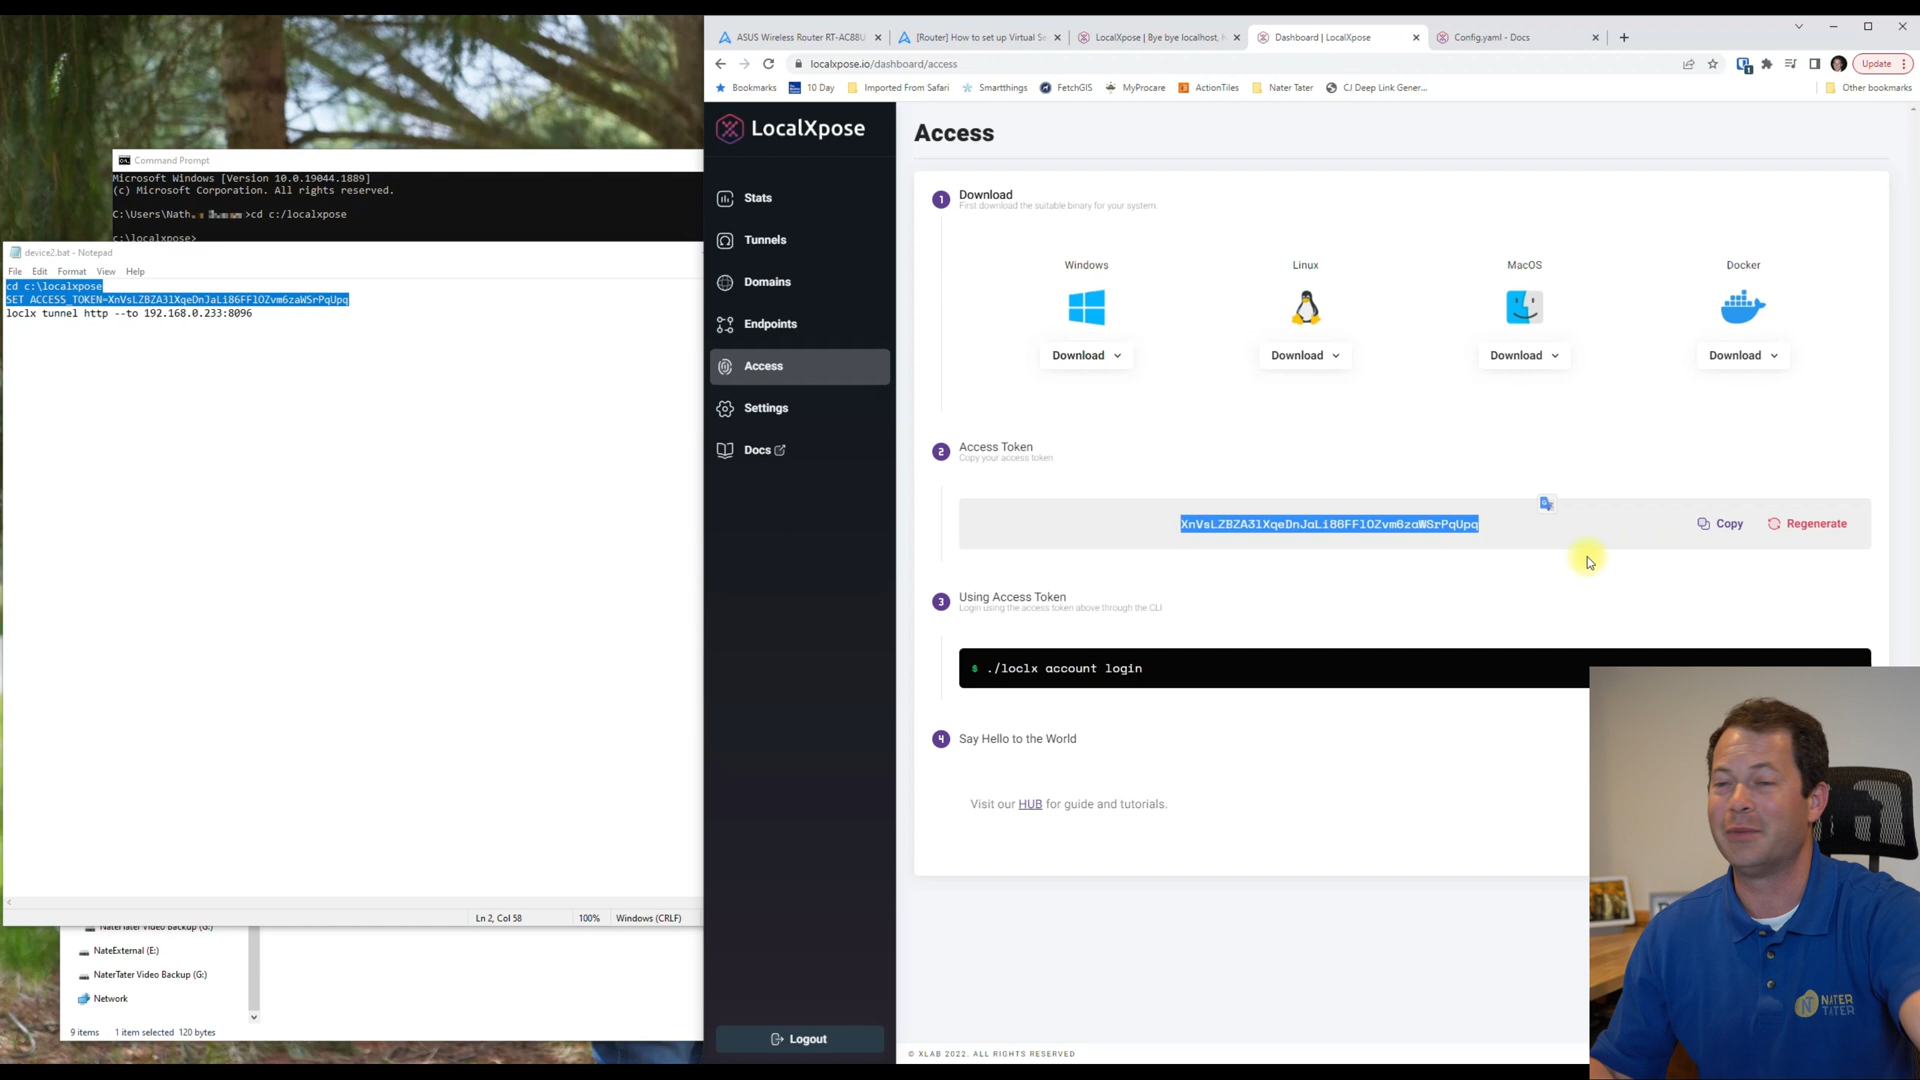 Command Prompt
Microsoft Windows [Version 10.0.19044.1889]
(c) Microsoft Corporation. All rights reserved.
C:\Users\Nath >cd c:/localxpose
c:\localxpose>
device2.bat - Notepad
File Edit Format View Help
cd c:\localxpose
SET ACCESS_TOKEN=XnVsLZBZA3lXqeDnJaLi86FFlOZvm6zaWSrPqUpq
loclx tunnel http --to 192.168.0.233:8096
Ln 2, Col 58 100% Windows (CRLF)
NaterTater Video Backup (G:)
NateExternal (E:)
NaterTater Video Backup (G:)
Network
9 items 1 item selected 120 bytes
ASUS Wireless Router RT-AC88U
[Router] How to set up Virtual Se
LocalXpose | Bye bye localhost, H
Dashboard | LocalXpose
Config.yaml - Docs
localxpose.io/dashboard/access
Update
Bookmarks 10 Day Imported From Safari Smartthings FetchGIS MyProcare ActionTiles Nater Tater CJ Deep Link Gener... Other bookmarks
LocalXpose
Stats
Tunnels
Domains
Endpoints
Access
Settings
Docs
Logout
Access
1 Download
First download the suitable binary for your system.
Windows Linux MacOS Docker
Download Download Download Download
2 Access Token
Copy your access token
XnVsLZBZA3lXqeDnJaLi86FFlOZvm6zaWSrPqUpq
Copy Regenerate
3 Using Access Token
Login using the access token above through the CLI
$ ./loclx account login
4 Say Hello to the World
Visit our HUB for guide and tutorials.
© XLAB 2022. ALL RIGHTS RESERVED
NATER
TATER